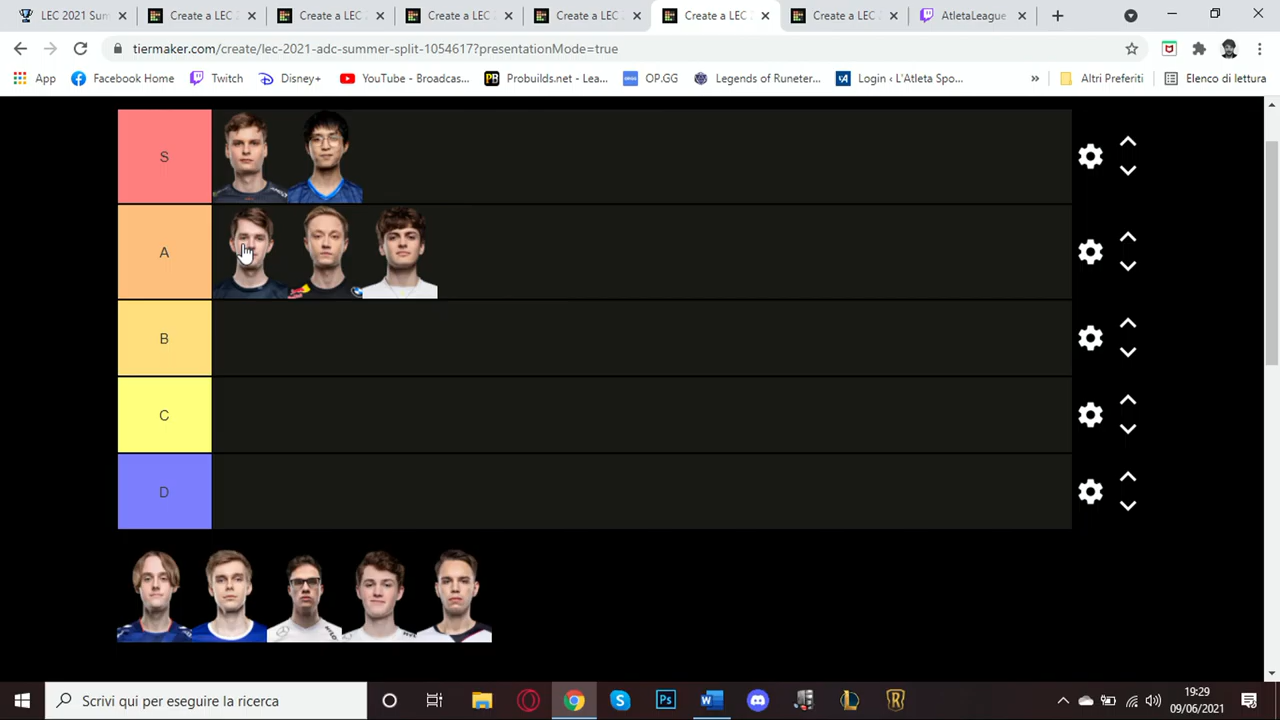 LEC 2021 Sum
Create a LEC
Create a LEC
Create a LEC
Create a LEC
Create a LEC
Create a LEC
AtletaLeague
tiermaker.com/create/lec-2021-adc-summer-split-1054617?presentationMode=true
App
Facebook Home
Twitch
Disney+
YouTube - Broadcas...
Probuilds.net - Lea...
OP.GG
Legends of Runeter...
Login ‹ L'Atleta Spo...
»
Altri Preferiti
Elenco di lettura
S
A
B
C
D
Scrivi qui per eseguire la ricerca
19:29
09/06/2021